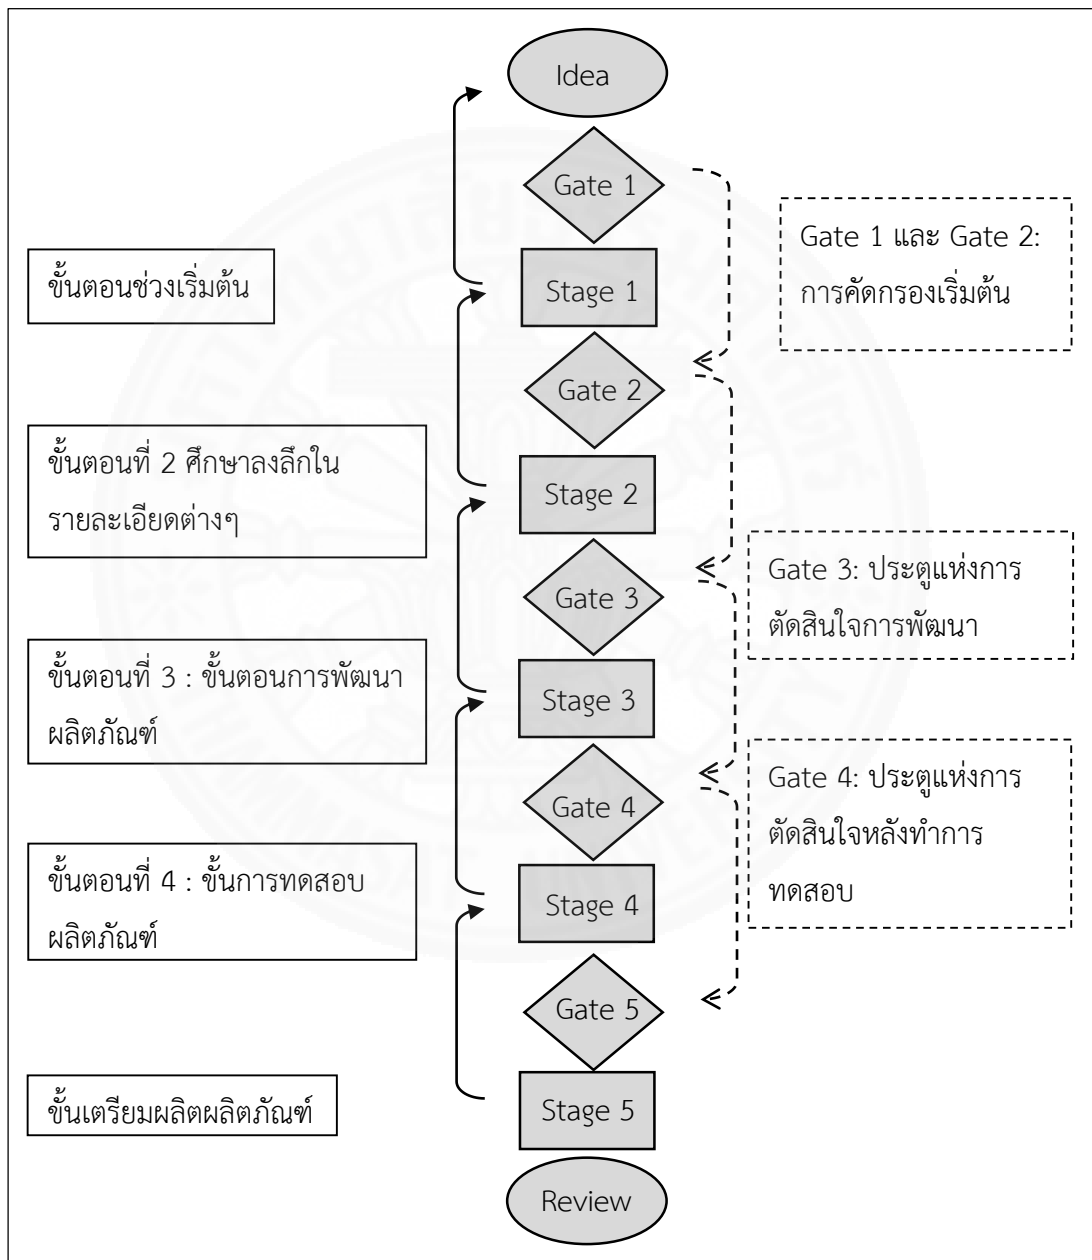 Idea
Gate 1
Gate 1 และ Gate 2:
การคัดกรองเริ่มต้น
ขั้นตอนช่วงเริ่มต้น
Stage 1
Gate 2
ขั้นตอนที่ 2 ศึกษาลงลึกใน
รายละเอียดต่างๆ
Stage 2
Gate 3
Gate 3: ประตูแห่งการ
ตัดสินใจการพัฒนา
ขั้นตอนที่ 3 : ขั้นตอนการพัฒนา
ผลิตภัณฑ์
Stage 3
Gate 4
Gate 4: ประตูแห่งการ
ตัดสินใจหลังทำการ
ทดสอบ
ขั้นตอนที่ 4 : ขั้นการทดสอบ
ผลิตภัณฑ์
Stage 4
Gate 5
ขั้นเตรียมผลิตผลิตภัณฑ์
Stage 5
Review